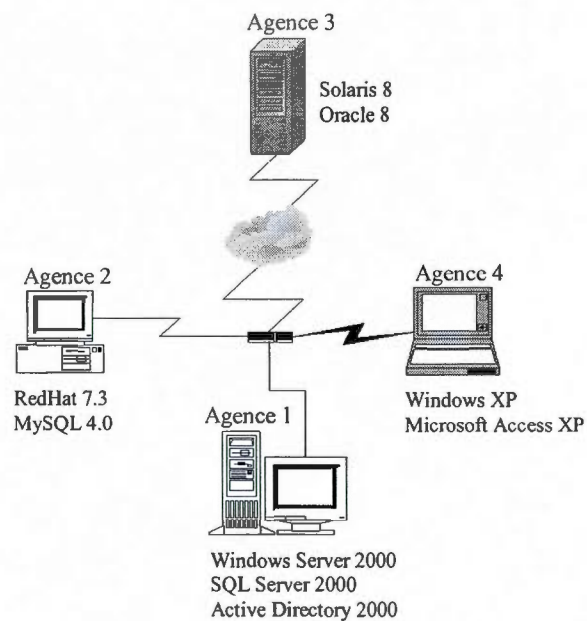 Agence 3
Solaris 8
Oracle 8
Agence 2
RedHat 7.3
MySQL 4.0
Agence 4
Windows XP
Microsoft Access XP
Agence 1
Windows Server 2000
SQL Server 2000
Active Directory 2000